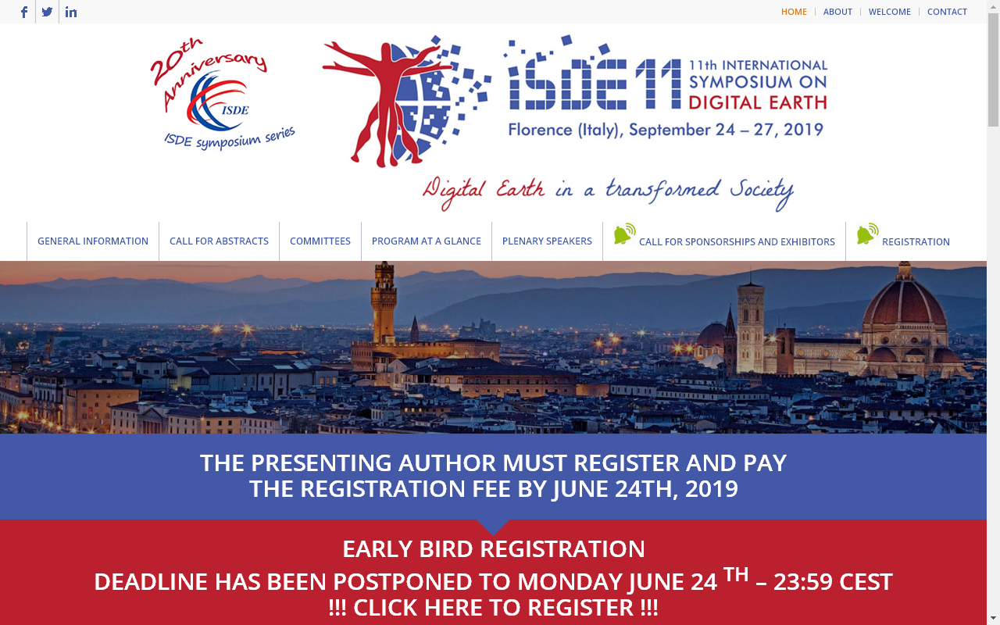 HOME
ABOUT
WELCOME
CONTACT
20th Anniversary
ISDE
ISDE symposium series
iSDE11
11th INTERNATIONAL
SYMPOSIUM ON
DIGITAL EARTH
Florence (Italy), September 24 – 27, 2019
Digital Earth in a transformed Society
GENERAL INFORMATION
CALL FOR ABSTRACTS
COMMITTEES
PROGRAM AT A GLANCE
PLENARY SPEAKERS
CALL FOR SPONSORSHIPS AND EXHIBITORS
REGISTRATION
THE PRESENTING AUTHOR MUST REGISTER AND PAY
THE REGISTRATION FEE BY JUNE 24TH, 2019
EARLY BIRD REGISTRATION
DEADLINE HAS BEEN POSTPONED TO MONDAY JUNE 24 TH – 23:59 CEST
!!! CLICK HERE TO REGISTER !!!